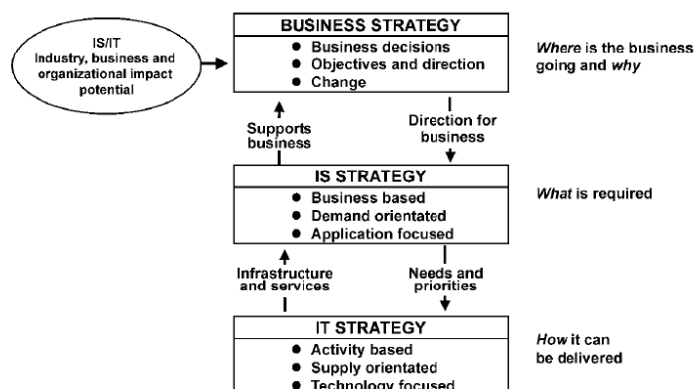 IS/IT
Industry, business and
organizational impact
potential
BUSINESS STRATEGY
● Business decisions
● Objectives and direction
● Change
Where is the business
going and why
Supports
business
Direction for
business
IS STRATEGY
● Business based
● Demand orientated
● Application focused
What is required
Infrastructure
and services
Needs and
priorities
IT STRATEGY
● Activity based
● Supply orientated
● Technology focused
How it can
be delivered